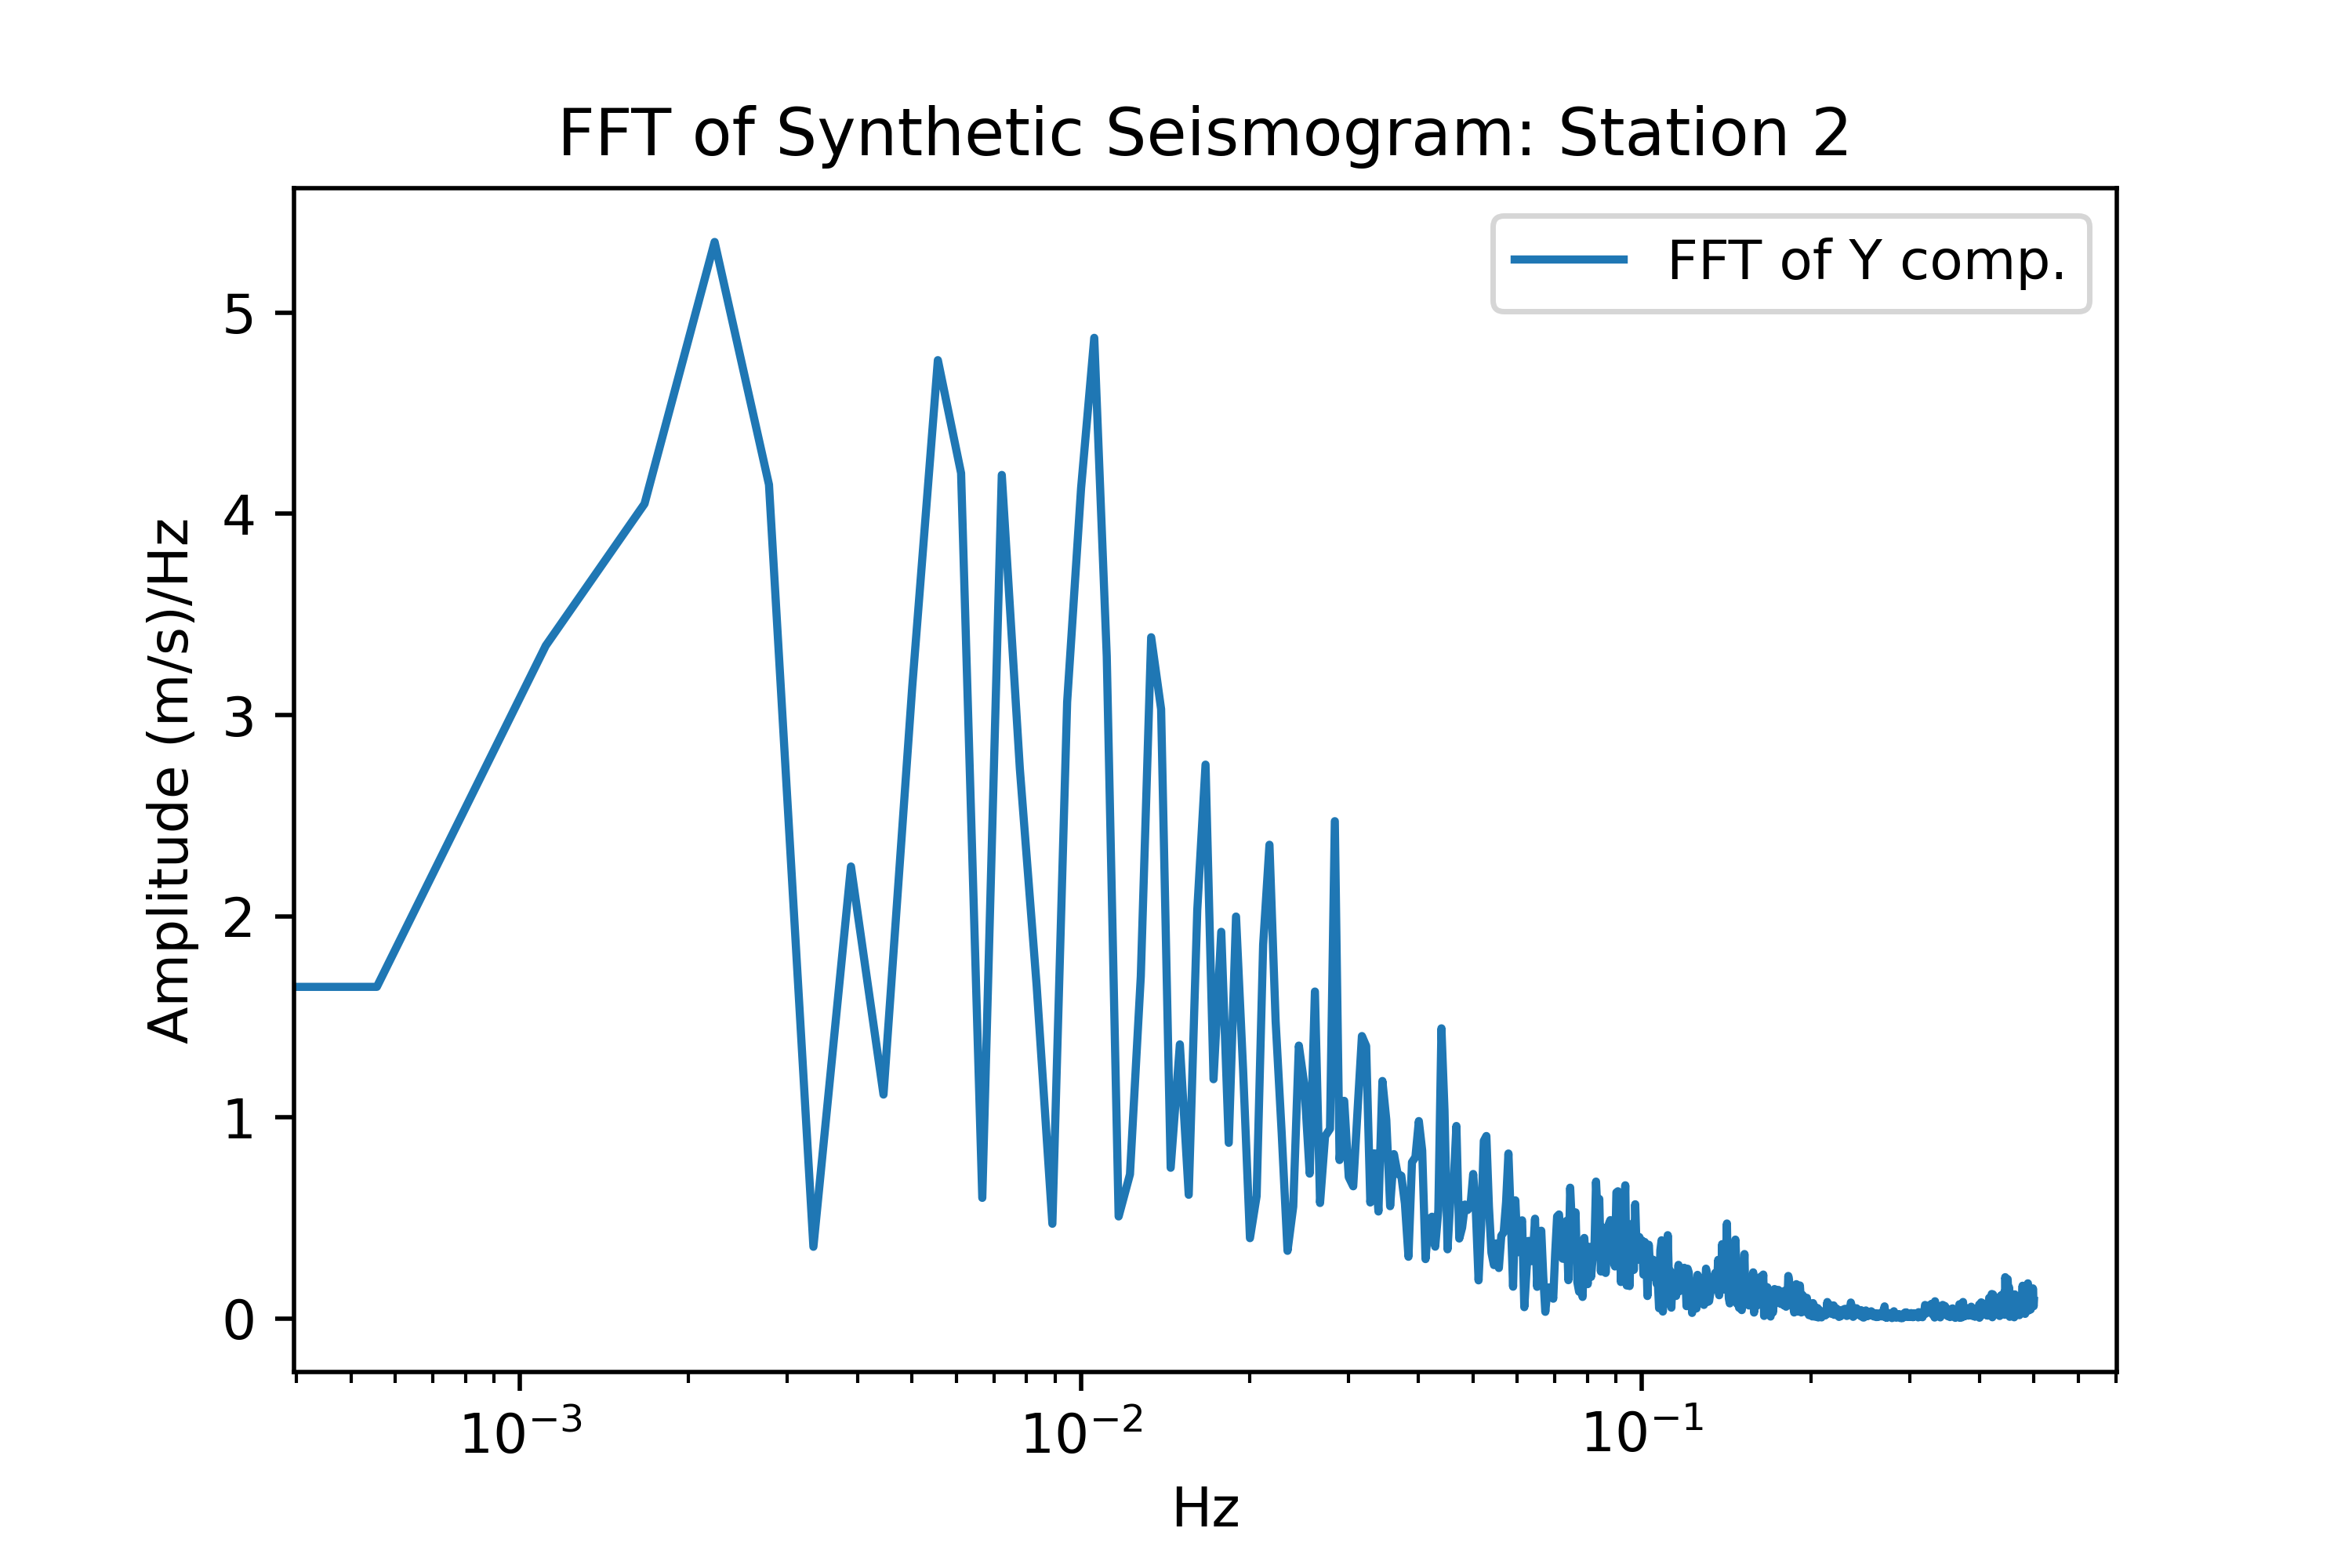 FFT of Synthetic Seismogram: Station 2
FFT of Y comp.
Amplitude (m/s)/Hz
5
4
3
2
1
0
10⁻³ 10⁻² 10⁻¹
Hz